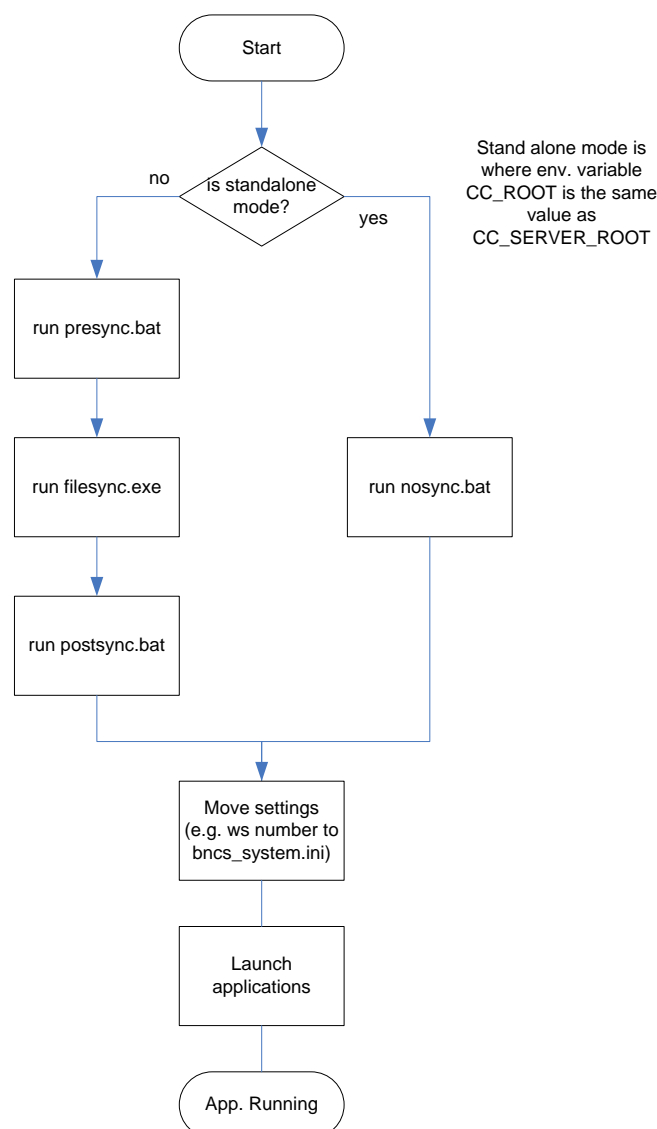 Start
Stand alone mode is
where env. variable
CC_ROOT is the same
value as
CC_SERVER_ROOT
no
is standalone
mode?
yes
run presync.bat
run filesync.exe
run nosync.bat
run postsync.bat
Move settings
(e.g. ws number to
bncs_system.ini)
Launch
applications
App. Running